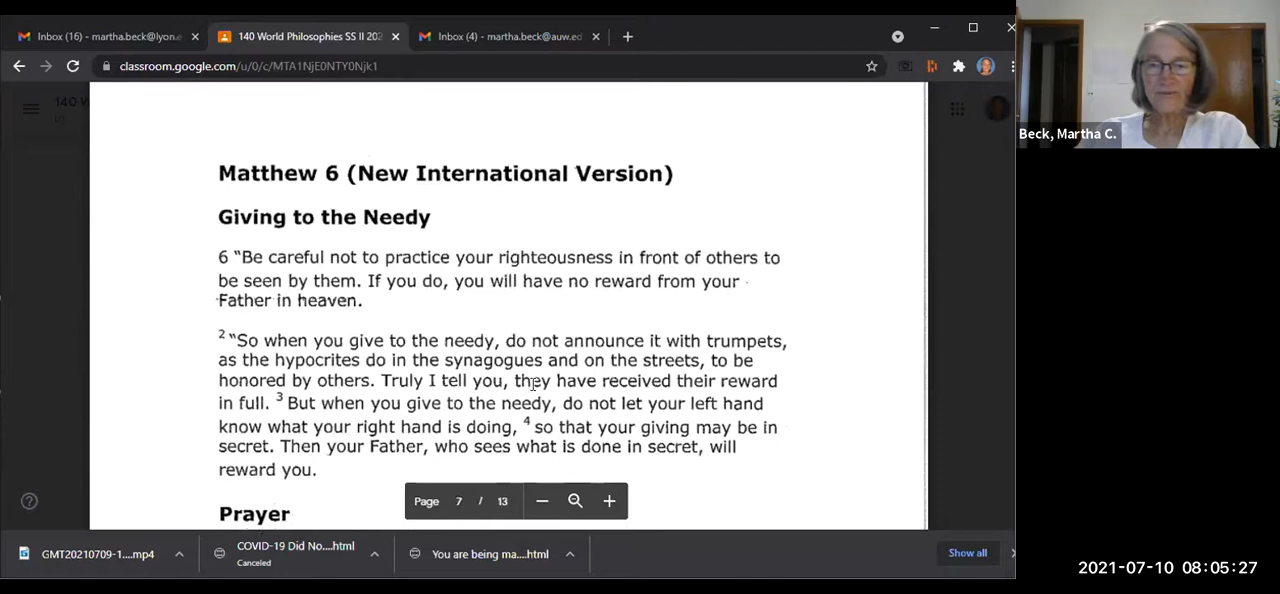 Inbox (16) - martha.beck@lyon.e
140 World Philosophies SS II 202
Inbox (4) - martha.beck@auw.ed
classroom.google.com/u/0/c/MTA1NjE0NTY0Njk1
140 W
Matthew 6 (New International Version)
Giving to the Needy
6 “Be careful not to practice your righteousness in front of others to
be seen by them. If you do, you will have no reward from your
Father in heaven.
2 “So when you give to the needy, do not announce it with trumpets,
as the hypocrites do in the synagogues and on the streets, to be
honored by others. Truly I tell you, they have received their reward
in full. 3 But when you give to the needy, do not let your left hand
know what your right hand is doing, 4 so that your giving may be in
secret. Then your Father, who sees what is done in secret, will
reward you.
Page 7 / 13
Prayer
GMT20210709-1....mp4
COVID-19 Did No....html
Canceled
You are being ma....html
Show all
Beck, Martha C.
2021-07-10 08:05:27